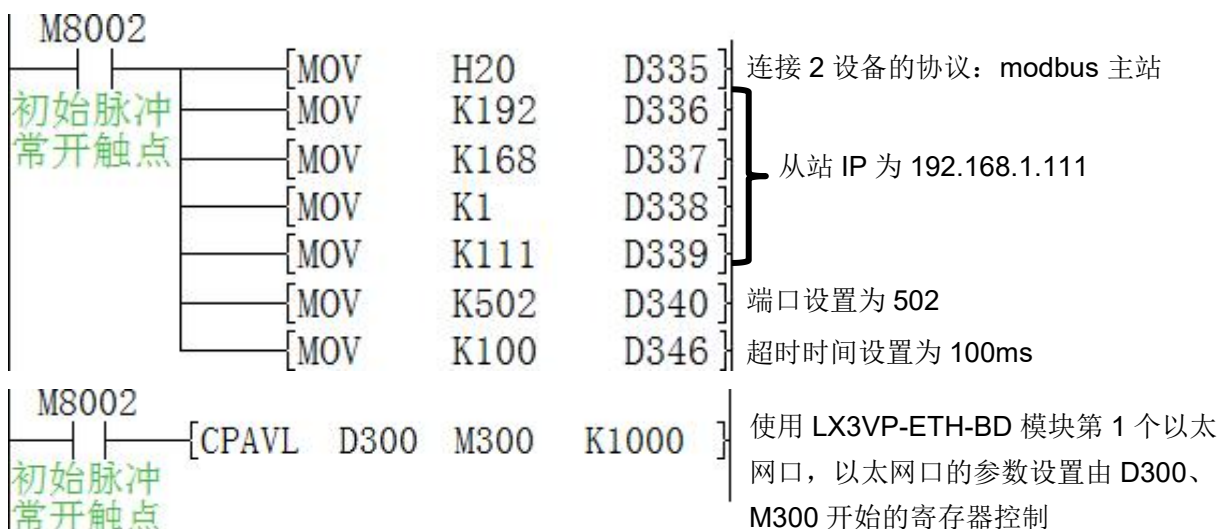 M8002
[MOV H20 D335] 连接 2 设备的协议：modbus 主站
初始脉冲
常开触点
[MOV K192 D336]
[MOV K168 D337]
从站 IP 为 192.168.1.111
[MOV K1 D338]
[MOV K111 D339]
[MOV K502 D340] 端口设置为 502
[MOV K100 D346] 超时时间设置为 100ms
M8002
[CPAVL D300 M300 K1000]
初始脉冲
常开触点
使用 LX3VP-ETH-BD 模块第 1 个以太
网口，以太网口的参数设置由 D300、
M300 开始的寄存器控制